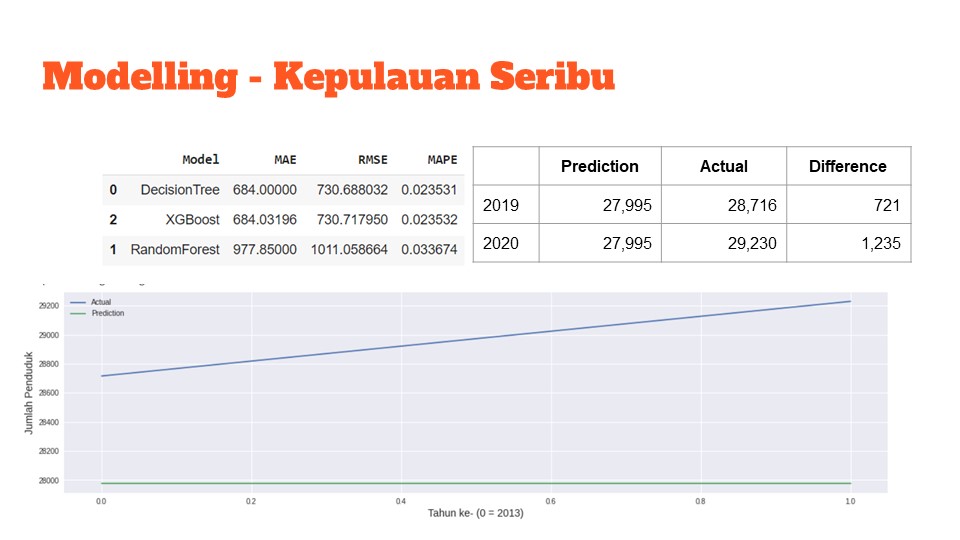 Modelling - Kepulauan Seribu
Model MAE RMSE MAPE
0 DecisionTree 684.00000 730.688032 0.023531
2 XGBoost 684.03196 730.717950 0.023532
1 RandomForest 977.85000 1011.058664 0.033674
Prediction Actual Difference
2019 27,995 28,716 721
2020 27,995 29,230 1,235
Actual
Prediction
29200
29000
28800
28600
28400
28200
28000
Jumlah Penduduk
0.0 0.2 0.4 0.6 0.8 1.0
Tahun ke- (0 = 2013)